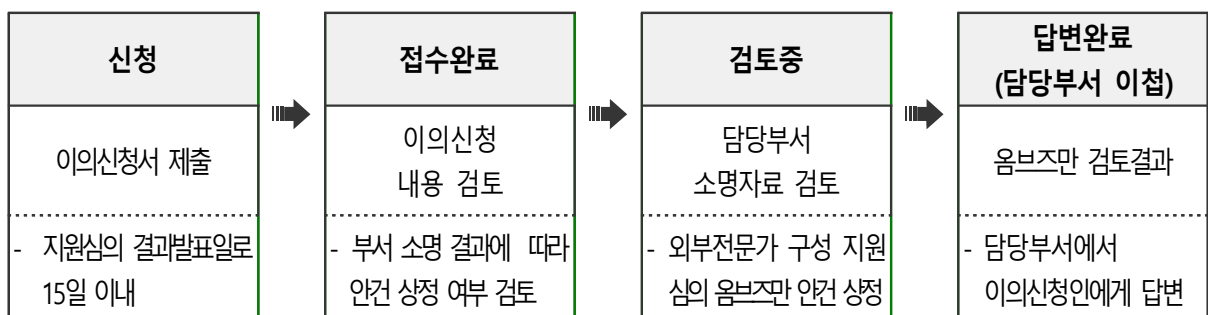 신청
이의신청서 제출
- 지원심의 결과발표일로
15일 이내
접수완료
이의신청
내용 검토
- 부서 소명 결과에 따라
안건 상정 여부 검토
검토중
담당부서
소명자료 검토
- 외부전문가 구성 지원
심의 옴브즈만 안건 상정
답변완료
(담당부서 이첩)
옴브즈만 검토결과
- 담당부서에서
이의신청인에게 답변